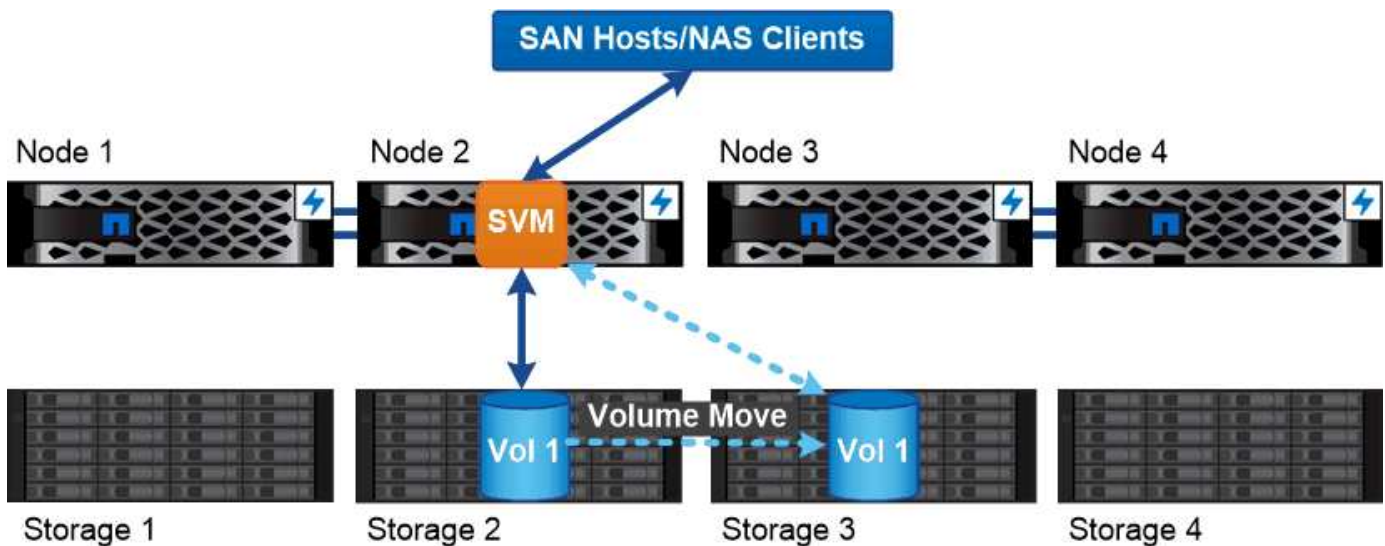 SAN Hosts/NAS Clients
Node 1
Node 2
Node 3
Node 4
SVM
Volume Move
Vol 1
Vol 1
Storage 1
Storage 2
Storage 3
Storage 4